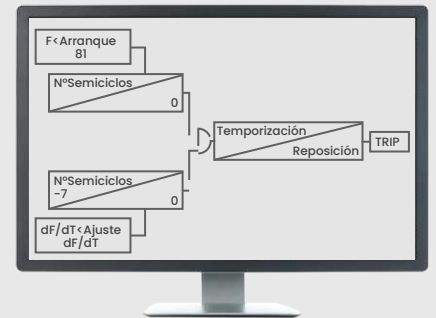 F<Arranque
81
NºSemiciclos
0
Temporización
Reposición
TRIP
NºSemiciclos
-7
0
dF/dT<Ajuste
dF/dT